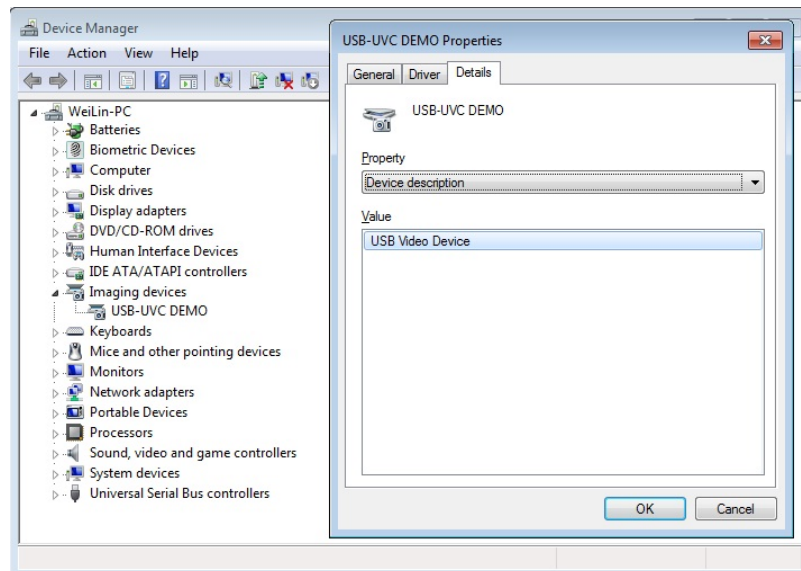 Device Manager
File Action View Help
WeiLin-PC
Batteries
Biometric Devices
Computer
Disk drives
Display adapters
DVD/CD-ROM drives
Human Interface Devices
IDE ATA/ATAPI controllers
Imaging devices
USB-UVC DEMO
Keyboards
Mice and other pointing devices
Monitors
Network adapters
Portable Devices
Processors
Sound, video and game controllers
System devices
Universal Serial Bus controllers
USB-UVC DEMO Properties
General Driver Details
USB-UVC DEMO
Property
Device description
Value
USB Video Device
OK Cancel